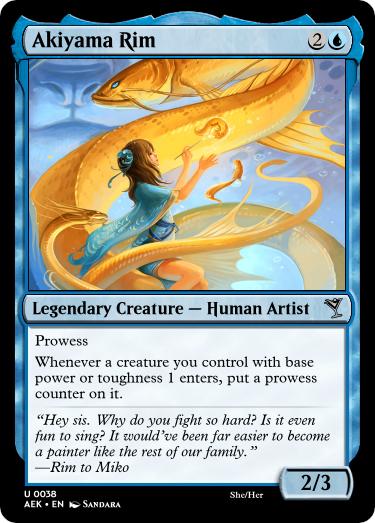 Akiyama Rim 2
Legendary Creature — Human Artist
Prowess
Whenever a creature you control with base
power or toughness 1 enters, put a prowess
counter on it.
“Hey sis. Why do you fight so hard? Is it even
fun to sing? It would’ve been far easier to become
a painter like the rest of our family.”
—Rim to Miko
2/3
U 0038
AEK • EN Sandara
She/Her